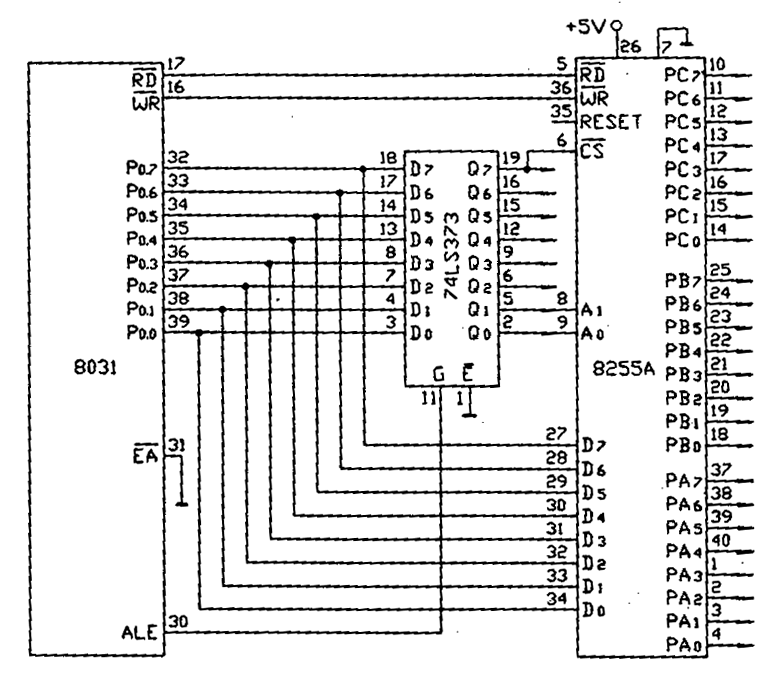 +5V
26 7
17 RD 5 RD PC7 10
16 WR 36 WR PC6 11
35 RESET PC5 12
6 CS PC4 13
P0.7 32 18 D7 Q7 19 PC3 17
P0.6 33 17 D6 Q6 16 PC2 16
P0.5 34 14 D5 Q5 15 PC1 15
P0.4 35 13 D4 Q4 12 PC0 14
P0.3 36 8 D3 Q3 9
P0.2 37 7 D2 Q2 6 PB7 25
P0.1 38 4 D1 Q1 5 8 A1 PB6 24
P0.0 39 3 D0 Q0 2 9 A0 PB5 23
74LS373
PB4 22
8031 G E 8255A PB3 21
11 1 PB2 20
PB1 19
27 D7 PB0 18
EA 31 28 D6
29 D5 PA7 37
30 D4 PA6 38
31 D3 PA5 39
32 D2 PA4 40
33 D1 PA3 1
34 D0 PA2 2
ALE 30 PA1 3
PA0 4